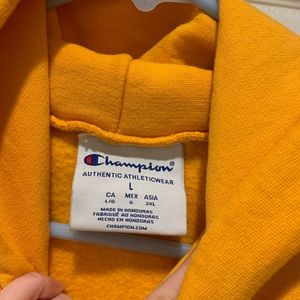 Champion®
AUTHENTIC ATHLETICWEAR
L
CA MEX ASIA
L/G G 2XL
MADE IN HONDURAS
FABRIQUÉ AU HONDURAS
HECHO EN HONDURAS
CHAMPION.COM